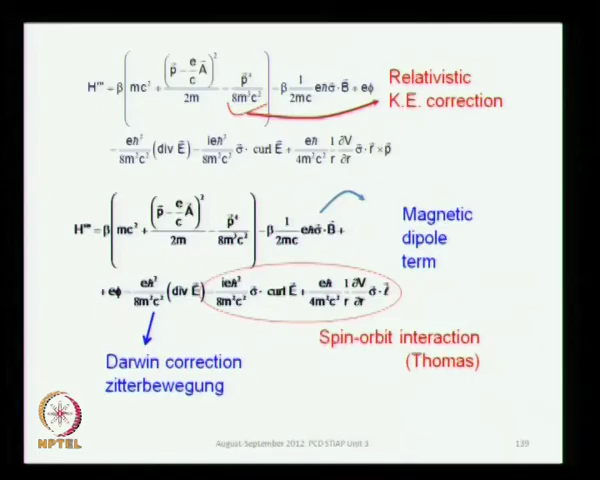 H''' = β( mc² + (p⃗ − e/c A⃗)² / 2m − p⃗⁴ / 8m³c² ) − β 1/2mc eħσ⃗·B⃗ + eϕ
Relativistic
K.E. correction
− eħ²/8m²c² (div E⃗) − ieħ²/8m²c² σ⃗· curl E⃗ + eħ/4m²c² 1/r ∂V/∂r σ⃗·r⃗×p⃗
H''' = β( mc² + (p⃗ − e/c A⃗)² / 2m − p⃗⁴ / 8m³c² ) − β 1/2mc eħσ⃗·B⃗ +
Magnetic
dipole
term
+ eϕ − eħ²/8m²c² (div E⃗) − ieħ²/8m²c² σ⃗· curl E⃗ + eħ/4m²c² 1/r ∂V/∂r σ⃗·ℓ⃗
Spin-orbit interaction
(Thomas)
Darwin correction
zitterbewegung
NPTEL
August-September 2012 PCD STiAP Unit 3
139